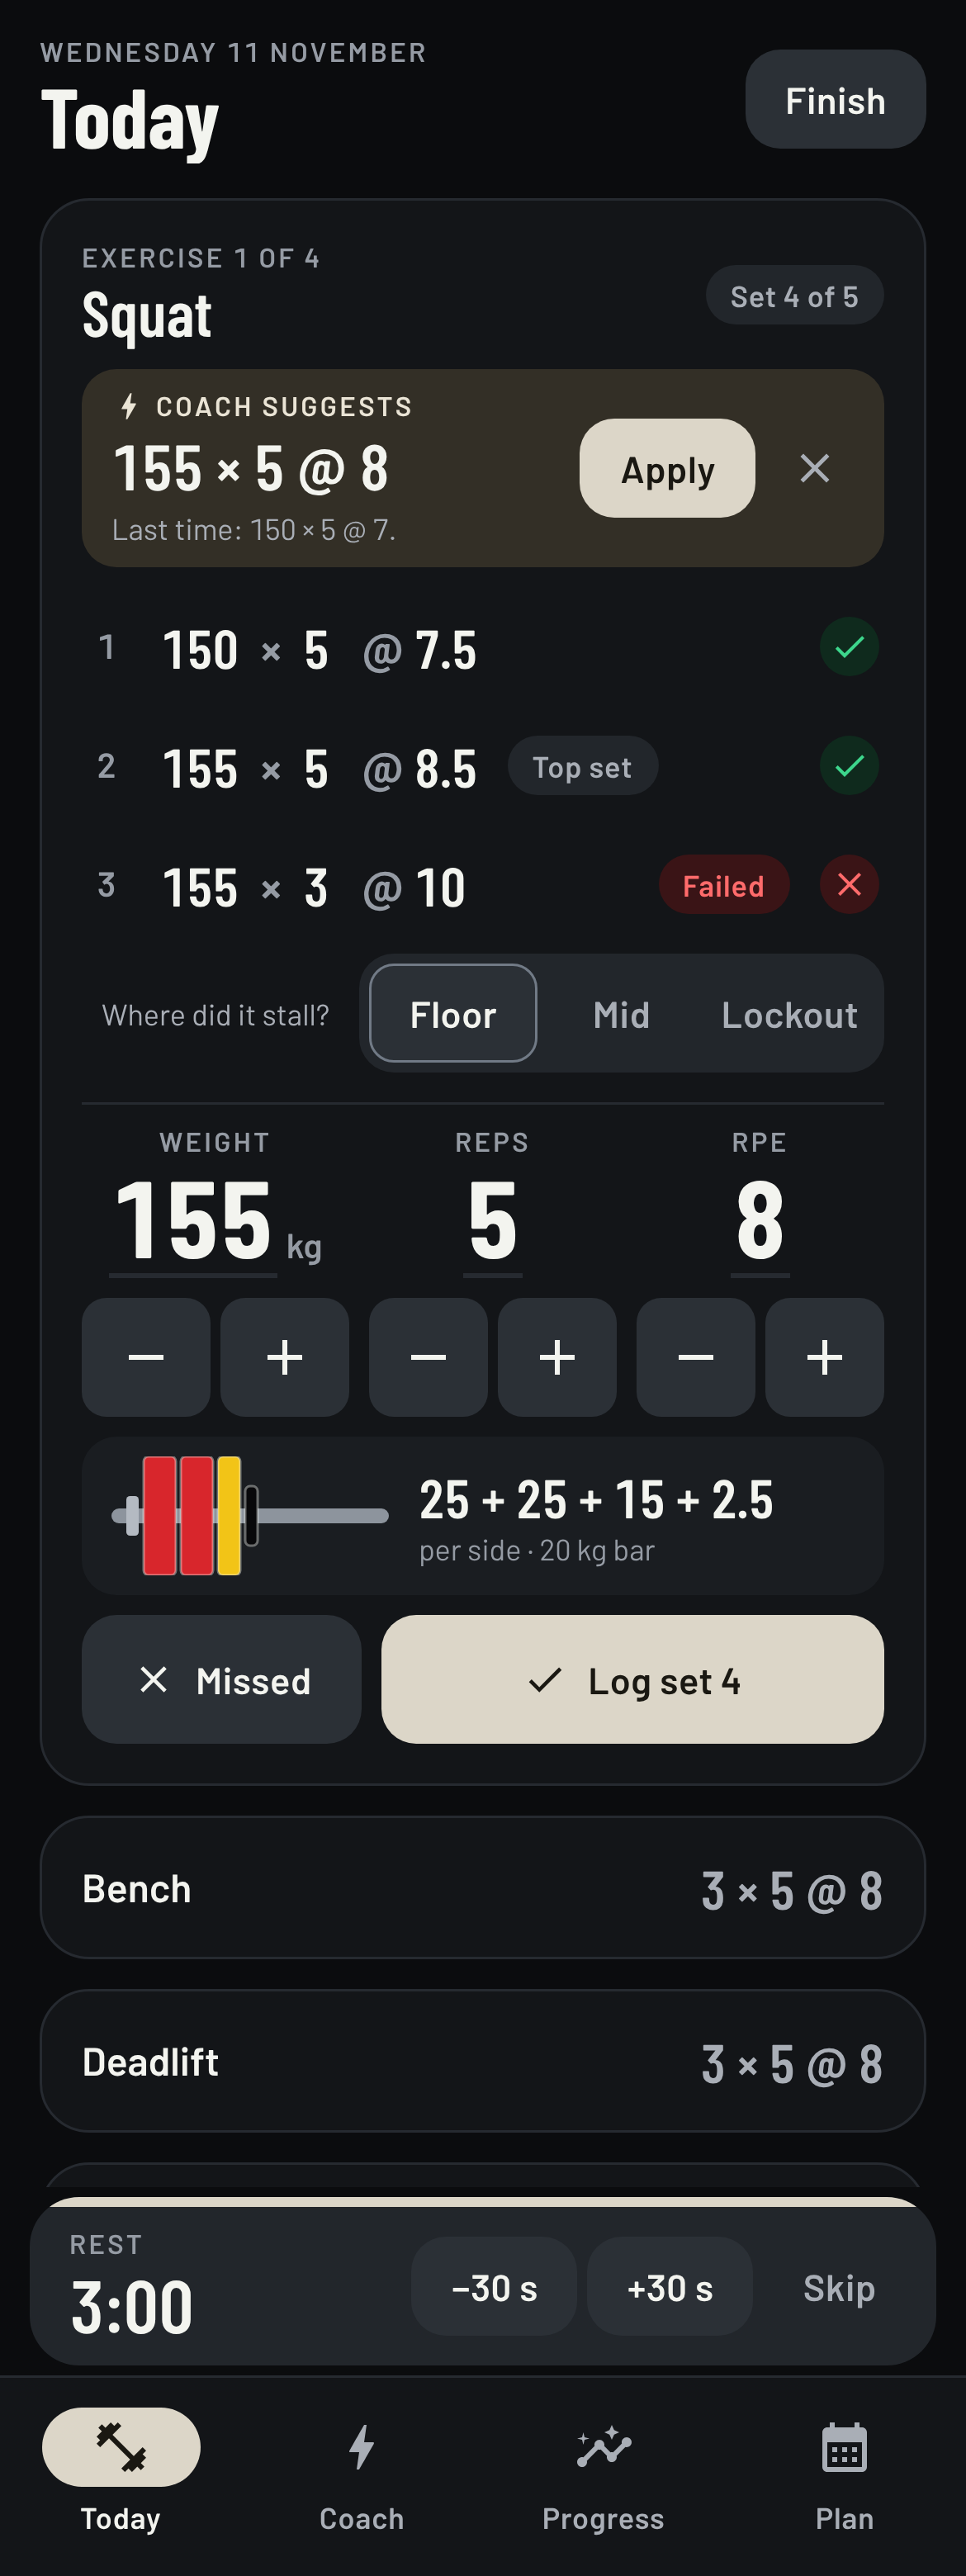 WEDNESDAY 11 NOVEMBER
Today
Finish
EXERCISE 1 OF 4
Squat
Set 4 of 5
COACH SUGGESTS
155 × 5 @ 8
Last time: 150 × 5 @ 7.
Apply
1 150 × 5 @ 7.5
2 155 × 5 @ 8.5 Top set
3 155 × 3 @ 10 Failed
Where did it stall? Floor Mid Lockout
WEIGHT REPS RPE
155 kg 5 8
− + − + − +
25 + 25 + 15 + 2.5
per side · 20 kg bar
Missed Log set 4
Bench 3 × 5 @ 8
Deadlift 3 × 5 @ 8
REST
3:00
−30 s +30 s Skip
Today Coach Progress Plan